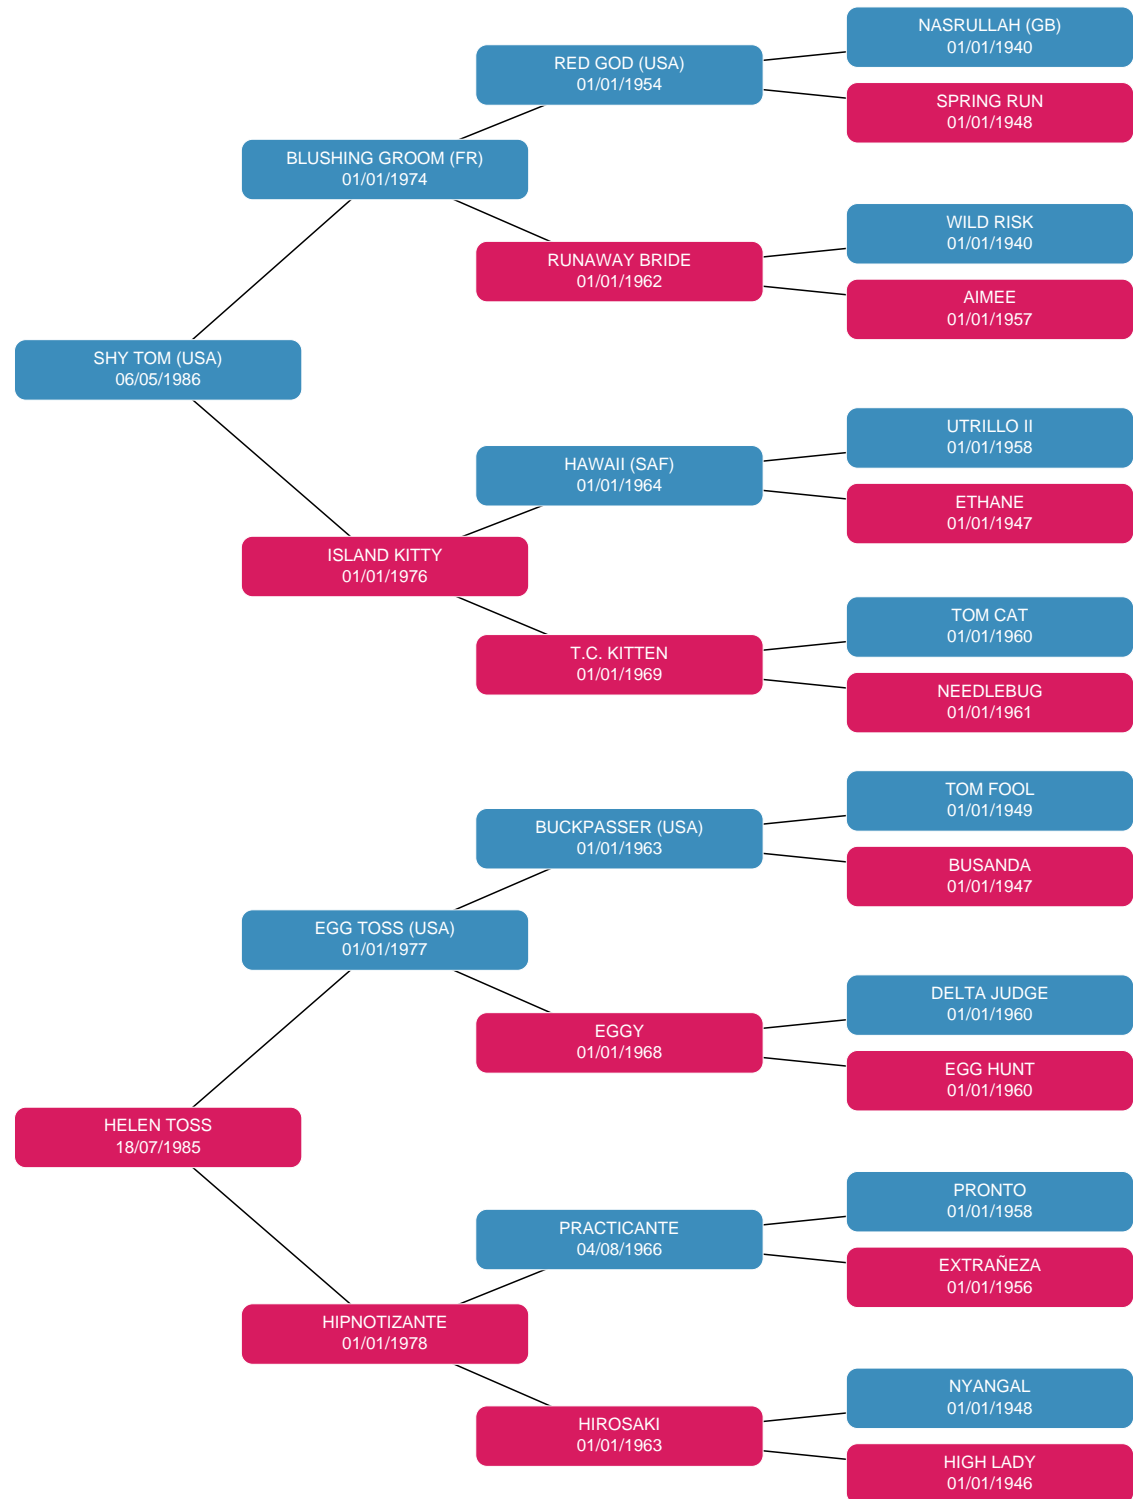 NASRULLAH (GB)
01/01/1940
RED GOD (USA)
01/01/1954
SPRING RUN
01/01/1948
BLUSHING GROOM (FR)
01/01/1974
WILD RISK
01/01/1940
RUNAWAY BRIDE
01/01/1962
AIMEE
01/01/1957
SHY TOM (USA)
06/05/1986
UTRILLO II
01/01/1958
HAWAII (SAF)
01/01/1964
ETHANE
01/01/1947
ISLAND KITTY
01/01/1976
TOM CAT
01/01/1960
T.C. KITTEN
01/01/1969
NEEDLEBUG
01/01/1961
TOM FOOL
01/01/1949
BUCKPASSER (USA)
01/01/1963
BUSANDA
01/01/1947
EGG TOSS (USA)
01/01/1977
DELTA JUDGE
01/01/1960
EGGY
01/01/1968
EGG HUNT
01/01/1960
HELEN TOSS
18/07/1985
PRONTO
01/01/1958
PRACTICANTE
04/08/1966
EXTRAÑEZA
01/01/1956
HIPNOTIZANTE
01/01/1978
NYANGAL
01/01/1948
HIROSAKI
01/01/1963
HIGH LADY
01/01/1946